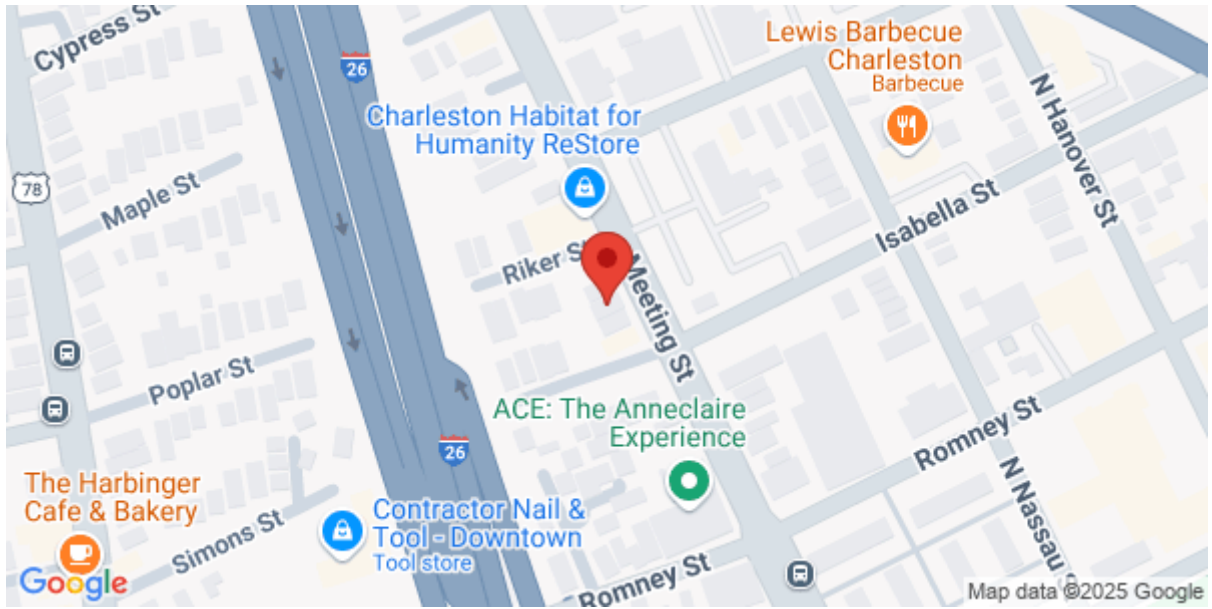 Cypress St
26
Lewis Barbecue
Charleston
Barbecue
N Hanover St
Charleston Habitat for
Humanity ReStore
78
Maple St
Isabella St
Riker St
Meeting St
Poplar St
ACE: The Anneclaire
Experience
26
Romney St
The Harbinger
Cafe & Bakery
Contractor Nail &
Tool - Downtown
Tool store
Simons St
N Nassau
Romney St
Google
Map data ©2025 Google